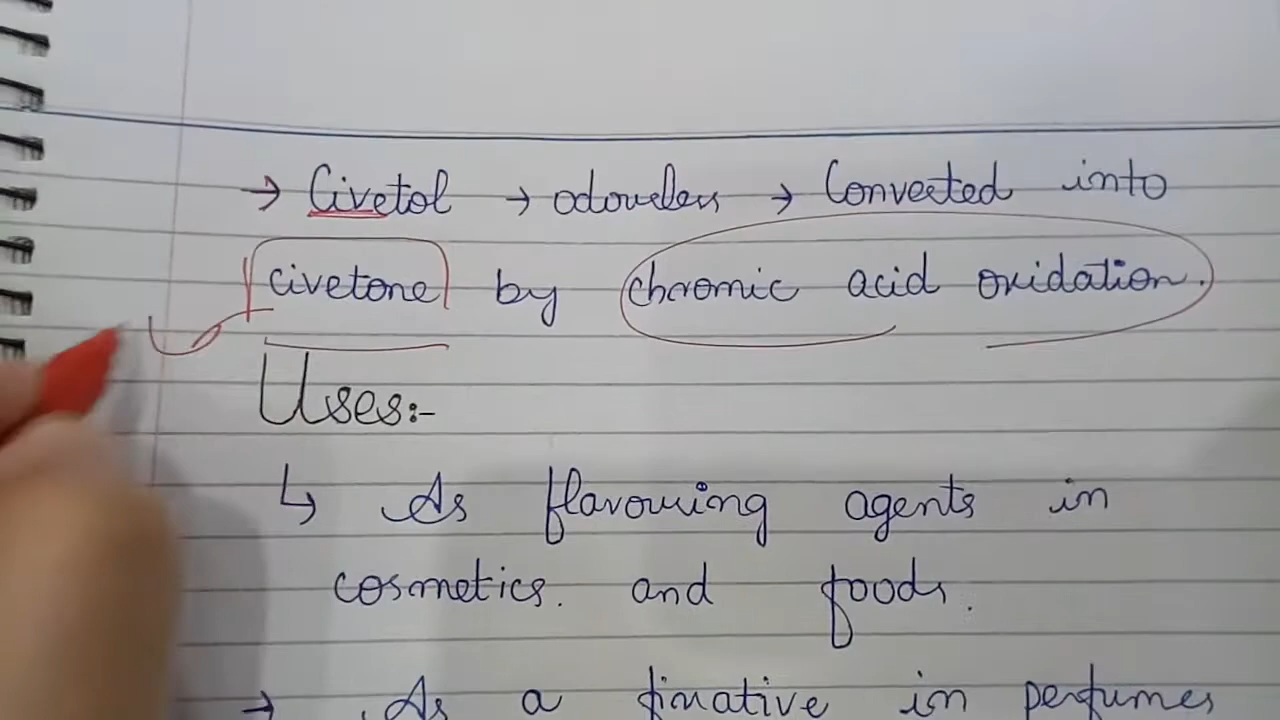 → Civetol → odourless → Converted into
civetone by chromic acid oxidation.
Uses:-
↳ As flavouring agents in
cosmetics. and foods.
→ As a fixative in perfumes